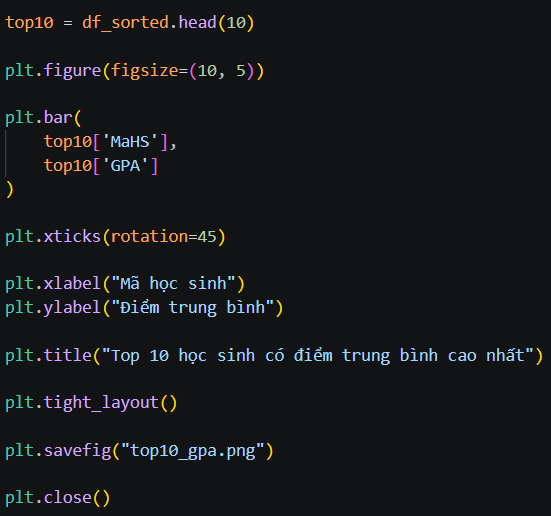 top10 = df_sorted.head(10)
plt.figure(figsize=(10, 5))
plt.bar(
    top10['MaHS'],
    top10['GPA']
)
plt.xticks(rotation=45)
plt.xlabel("Mã học sinh")
plt.ylabel("Điểm trung bình")
plt.title("Top 10 học sinh có điểm trung bình cao nhất")
plt.tight_layout()
plt.savefig("top10_gpa.png")
plt.close()